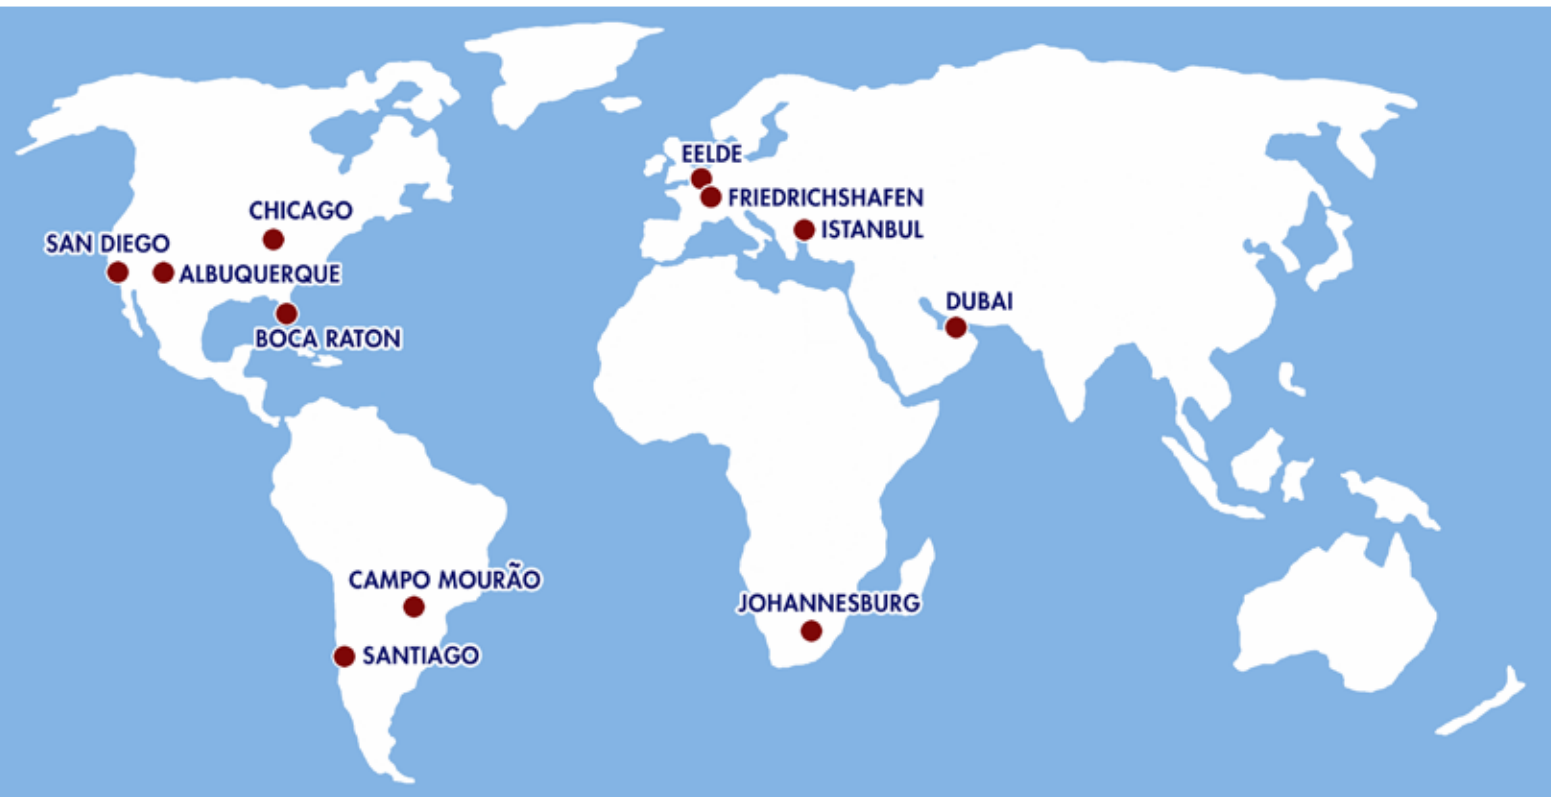 EELDE
FRIEDRICHSHAFEN
CHICAGO
ISTANBUL
SAN DIEGO
ALBUQUERQUE
DUBAI
BOCA RATON
CAMPO MOURÃO
JOHANNESBURG
SANTIAGO